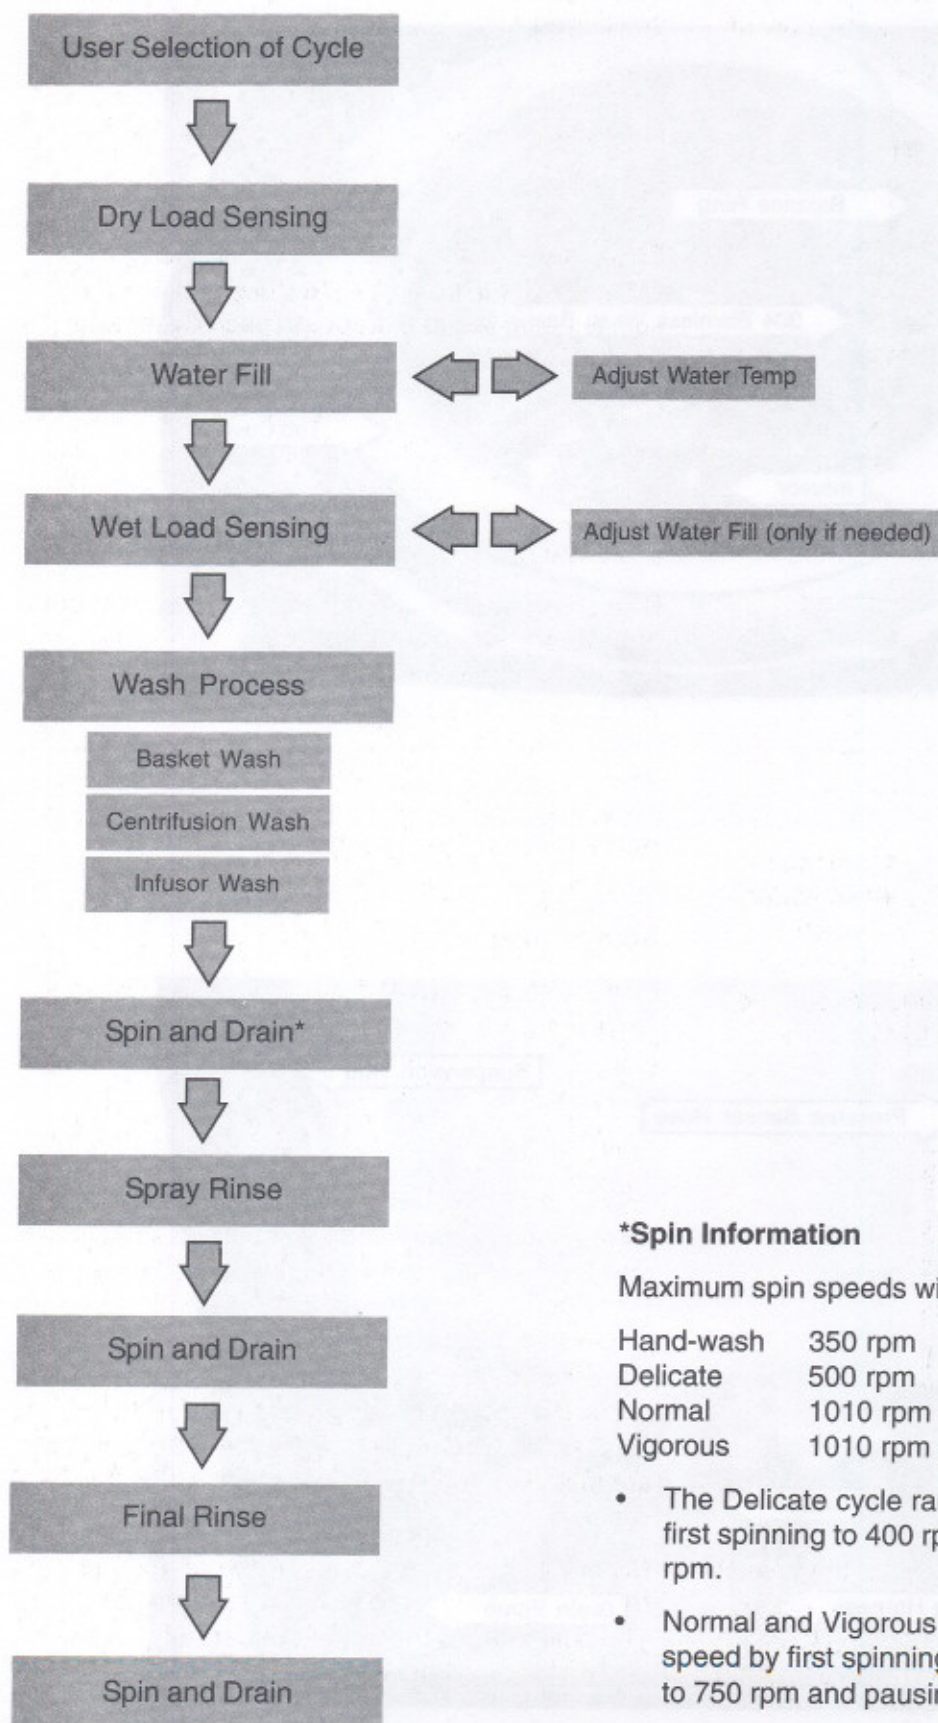 User Selection of Cycle
Dry Load Sensing
Water Fill
Adjust Water Temp
Wet Load Sensing
Adjust Water Fill (only if needed)
Wash Process
Basket Wash
Centrifusion Wash
Infusor Wash
Spin and Drain*
Spray Rinse
Spin and Drain
Final Rinse
Spin and Drain
*Spin Information
Maximum spin speeds
Hand-wash 350 rpm
Delicate 500 rpm
Normal 1010 rpm
Vigorous 1010 rpm
• The Delicate cycle
first spinning to 400
rpm.
• Normal and Vigorous
speed by first spinning
to 750 rpm and